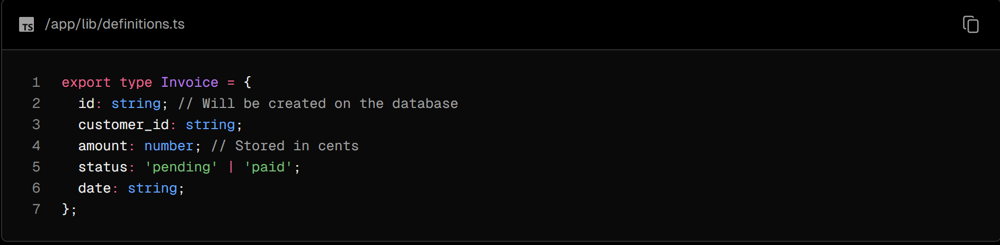 TS /app/lib/definitions.ts
1 export type Invoice = {
2   id: string; // Will be created on the database
3   customer_id: string;
4   amount: number; // Stored in cents
5   status: 'pending' | 'paid';
6   date: string;
7 };